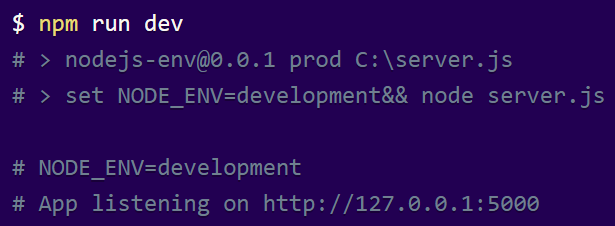 $ npm run dev
# > nodejs-env@0.0.1 prod C:\server.js
# > set NODE_ENV=development&& node server.js
# NODE_ENV=development
# App listening on http://127.0.0.1:5000